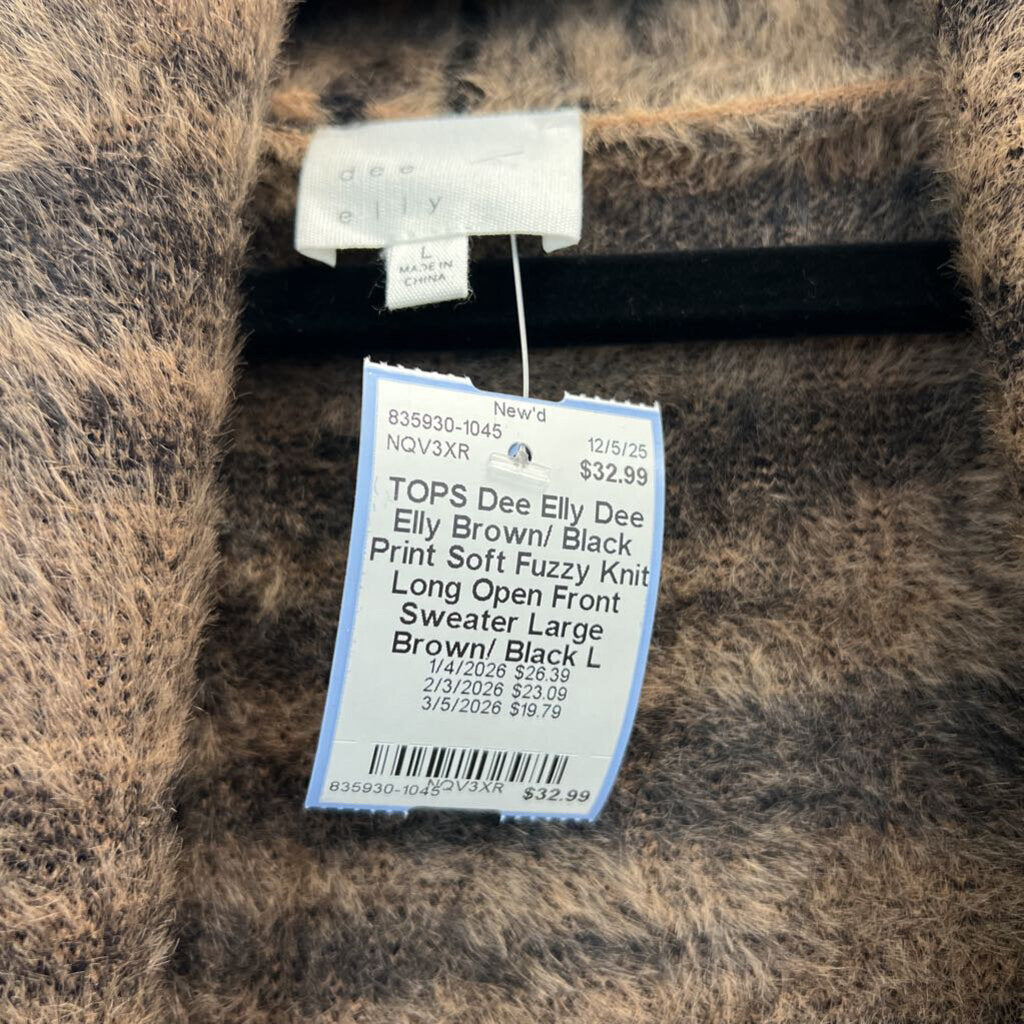 dee
elly
L
MADE IN
CHINA
New'd
835930-1045
NQV3XR
12/5/25
$32.99
TOPS Dee Elly Dee
Elly Brown/ Black
Print Soft Fuzzy Knit
Long Open Front
Sweater Large
Brown/ Black L
1/4/2026 $26.39
2/3/2026 $23.09
3/5/2026 $19.79
835930-1045
NQV3XR
$32.99